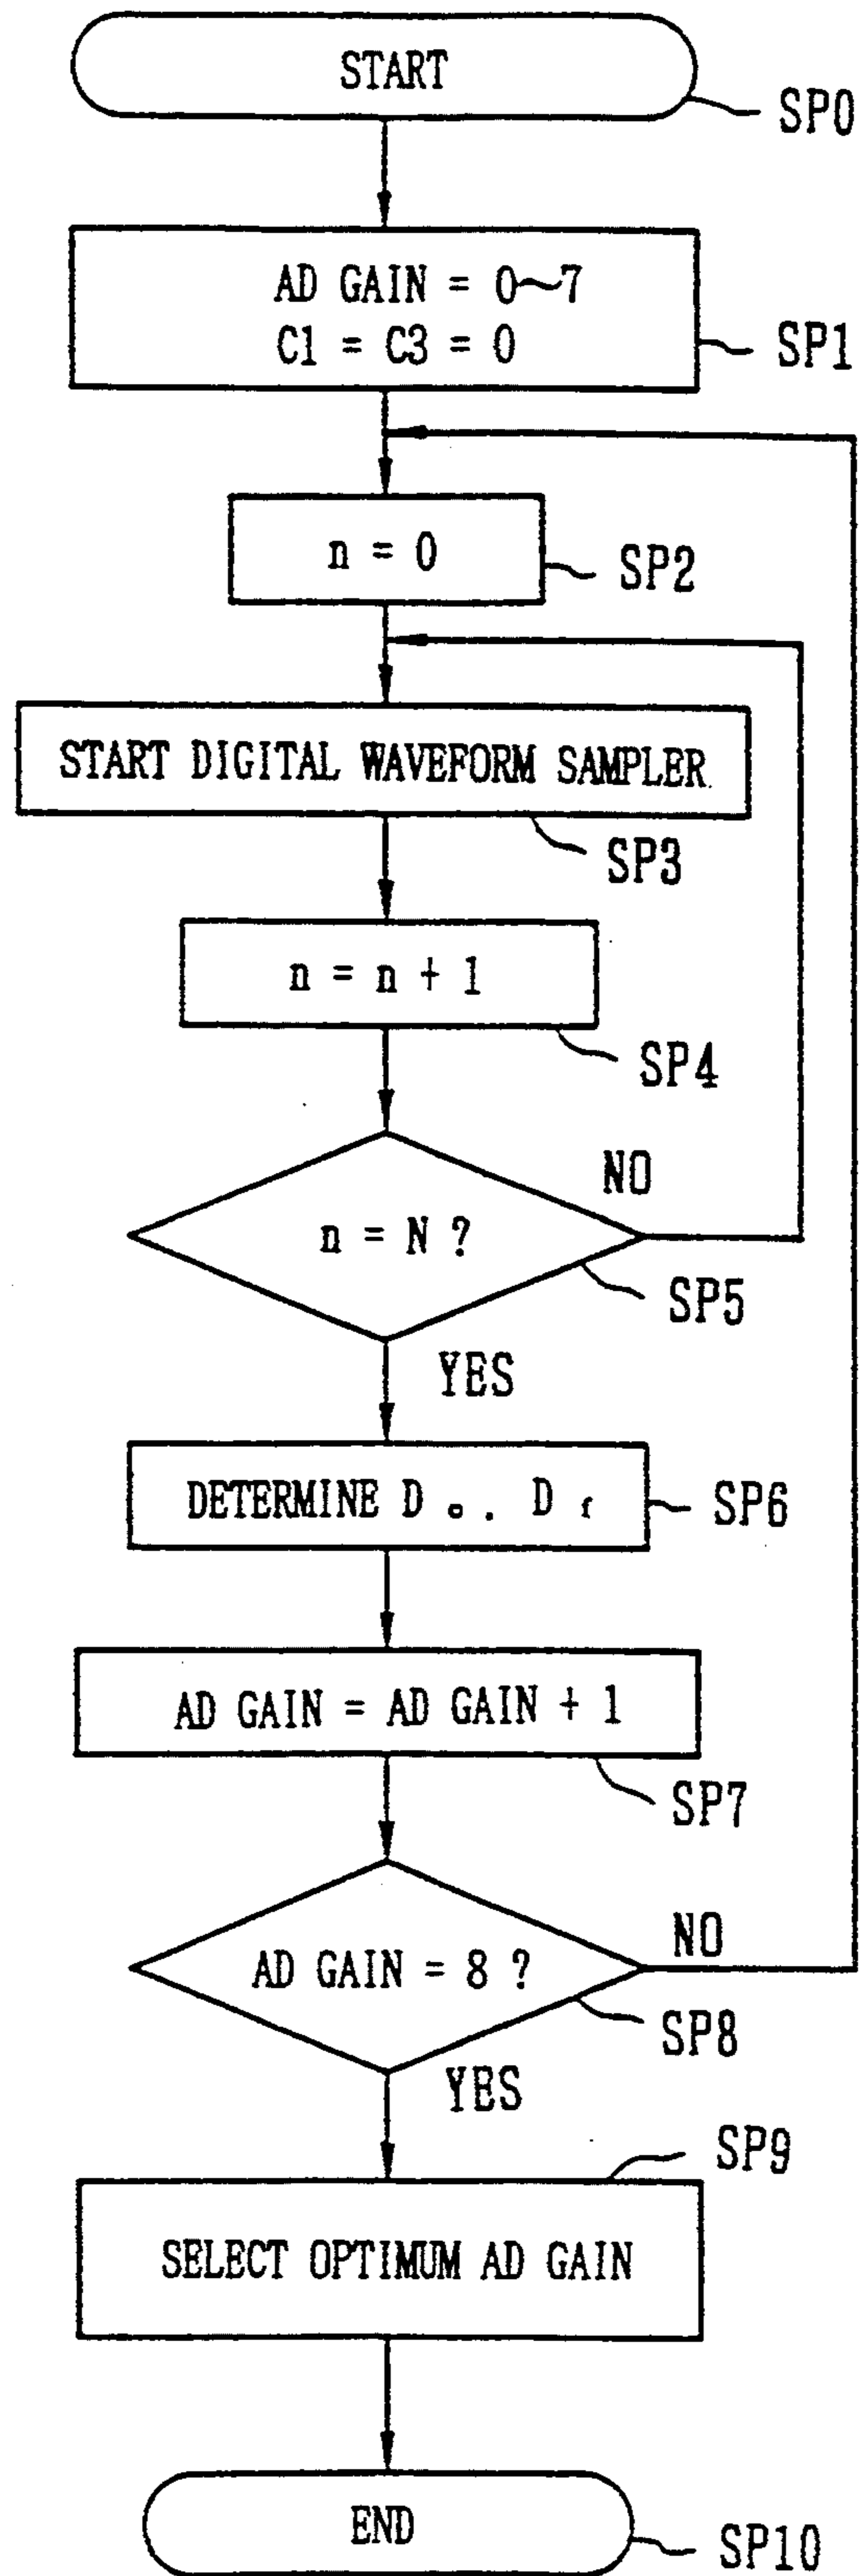 START
SP0
AD GAIN = 0~7
C1 = C3 = 0
SP1
n = 0
SP2
START DIGITAL WAVEFORM SAMPLER
SP3
n = n + 1
SP4
NO
n = N ?
SP5
YES
DETERMINE D D f
SP6
AD GAIN = AD GAIN + 1
SP7
NO
AD GAIN = 8 ?
SP8
YES
SP9
SELECT OPTIMUM AD GAIN
END
SP10